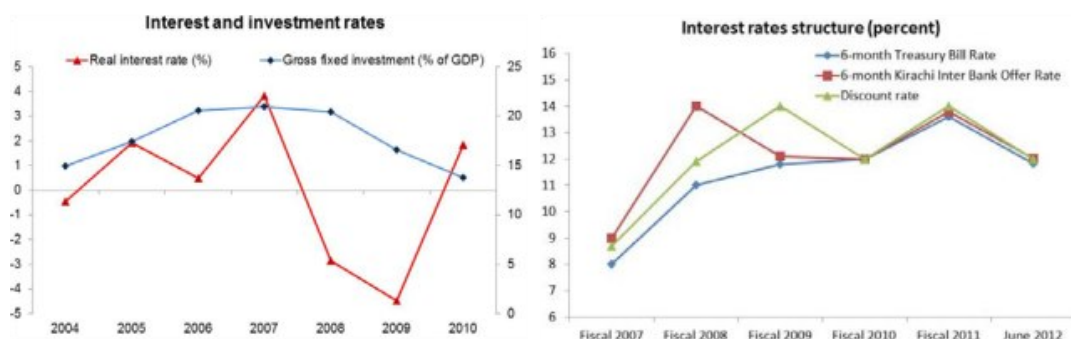 Interest and investment rates
Real interest rate (%) Gross fixed investment (% of GDP)
5 25
4
3 20
2
1 15
0
-1 10
-2
-3 5
-4
-5 0
2004 2005 2006 2007 2008 2009 2010
Interest rates structure (percent)
6-month Treasury Bill Rate
6-month Kirachi Inter Bank Offer Rate
Discount rate
16
15
14
13
12
11
10
9
8
7
6
Fiscal 2007 Fiscal 2008 Fiscal 2009 Fiscal 2010 Fiscal 2011 June 2012